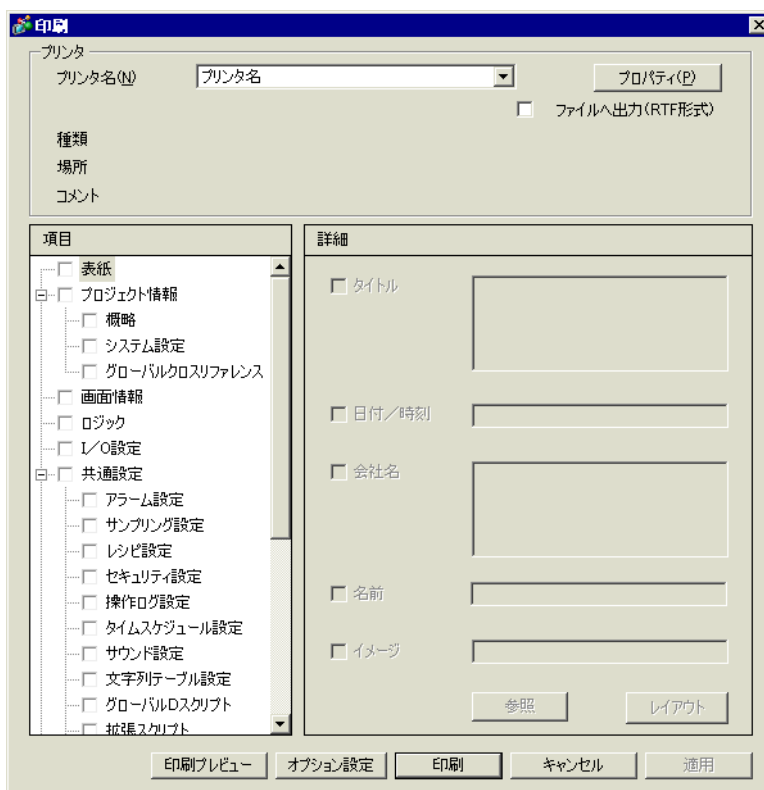 印刷
プリンタ
プリンタ名(N)
プリンタ名
プロパティ(P)
ファイルへ出力(RTF形式)
種類
場所
コメント
項目
表紙
プロジェクト情報
概略
システム設定
グローバルクロスリファレンス
画面情報
ロジック
I/O設定
共通設定
アラーム設定
サンプリング設定
レシピ設定
セキュリティ設定
操作ログ設定
タイムスケジュール設定
サウンド設定
文字列テーブル設定
グローバルDスクリプト
拡張スクリプト
詳細
タイトル
日付/時刻
会社名
名前
イメージ
参照
レイアウト
印刷プレビュー
オプション設定
印刷
キャンセル
適用